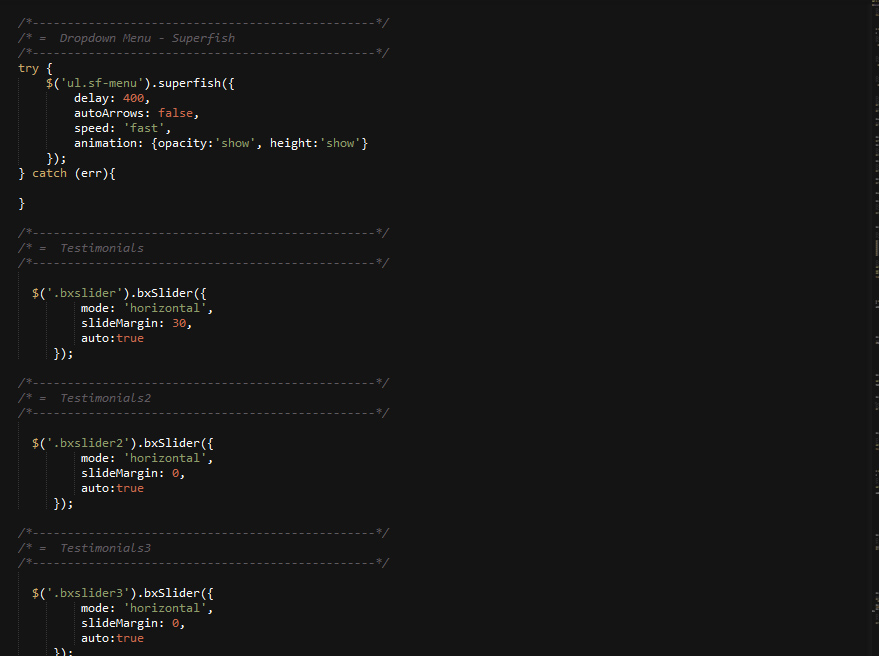 /*-------------------------------------------------*/
/* =  Dropdown Menu - Superfish
/*-------------------------------------------------*/
try {
    $('ul.sf-menu').superfish({
        delay: 400,
        autoArrows: false,
        speed: 'fast',
        animation: {opacity:'show', height:'show'}
    });
} catch (err){
}
/*-------------------------------------------------*/
/* =  Testimonials
/*-------------------------------------------------*/
  $('.bxslider').bxSlider({
         mode: 'horizontal',
         slideMargin: 30,
         auto:true
     });
/*-------------------------------------------------*/
/* =  Testimonials2
/*-------------------------------------------------*/
  $('.bxslider2').bxSlider({
         mode: 'horizontal',
         slideMargin: 0,
         auto:true
     });
/*-------------------------------------------------*/
/* =  Testimonials3
/*-------------------------------------------------*/
  $('.bxslider3').bxSlider({
         mode: 'horizontal',
         slideMargin: 0,
         auto:true
     });